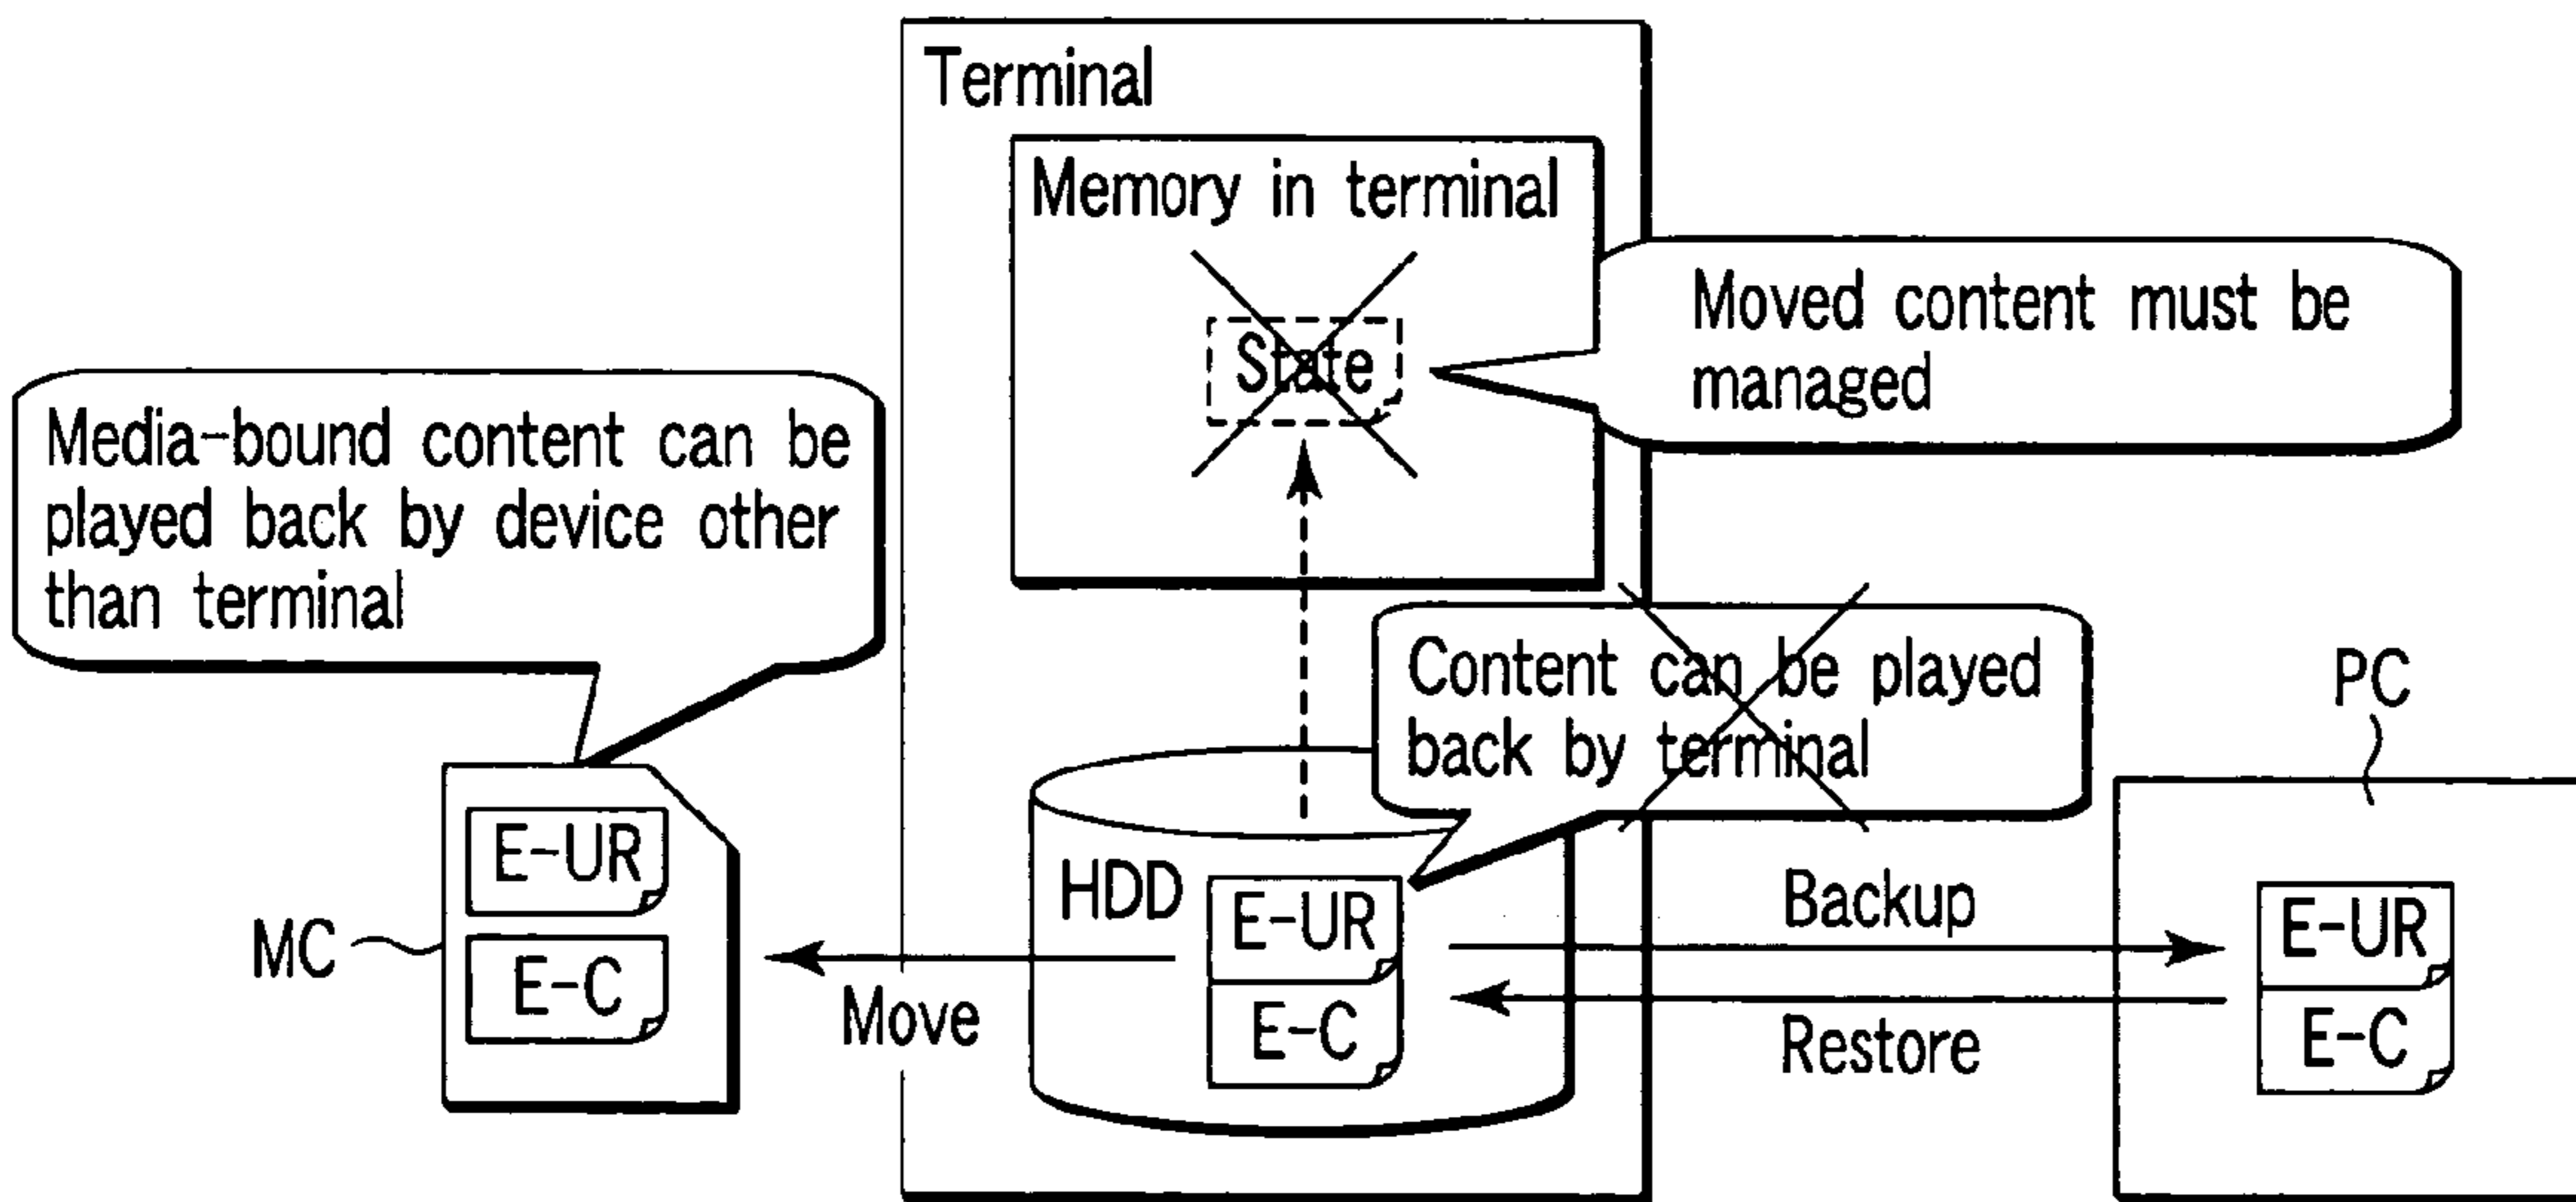 Terminal
Memory in terminal
State
Moved content must be
managed
Media-bound content can be
played back by device other
than terminal
Content can be played
back by terminal
PC
HDD
E-UR
E-C
MC
E-UR
E-C
Move
Backup
Restore
E-UR
E-C